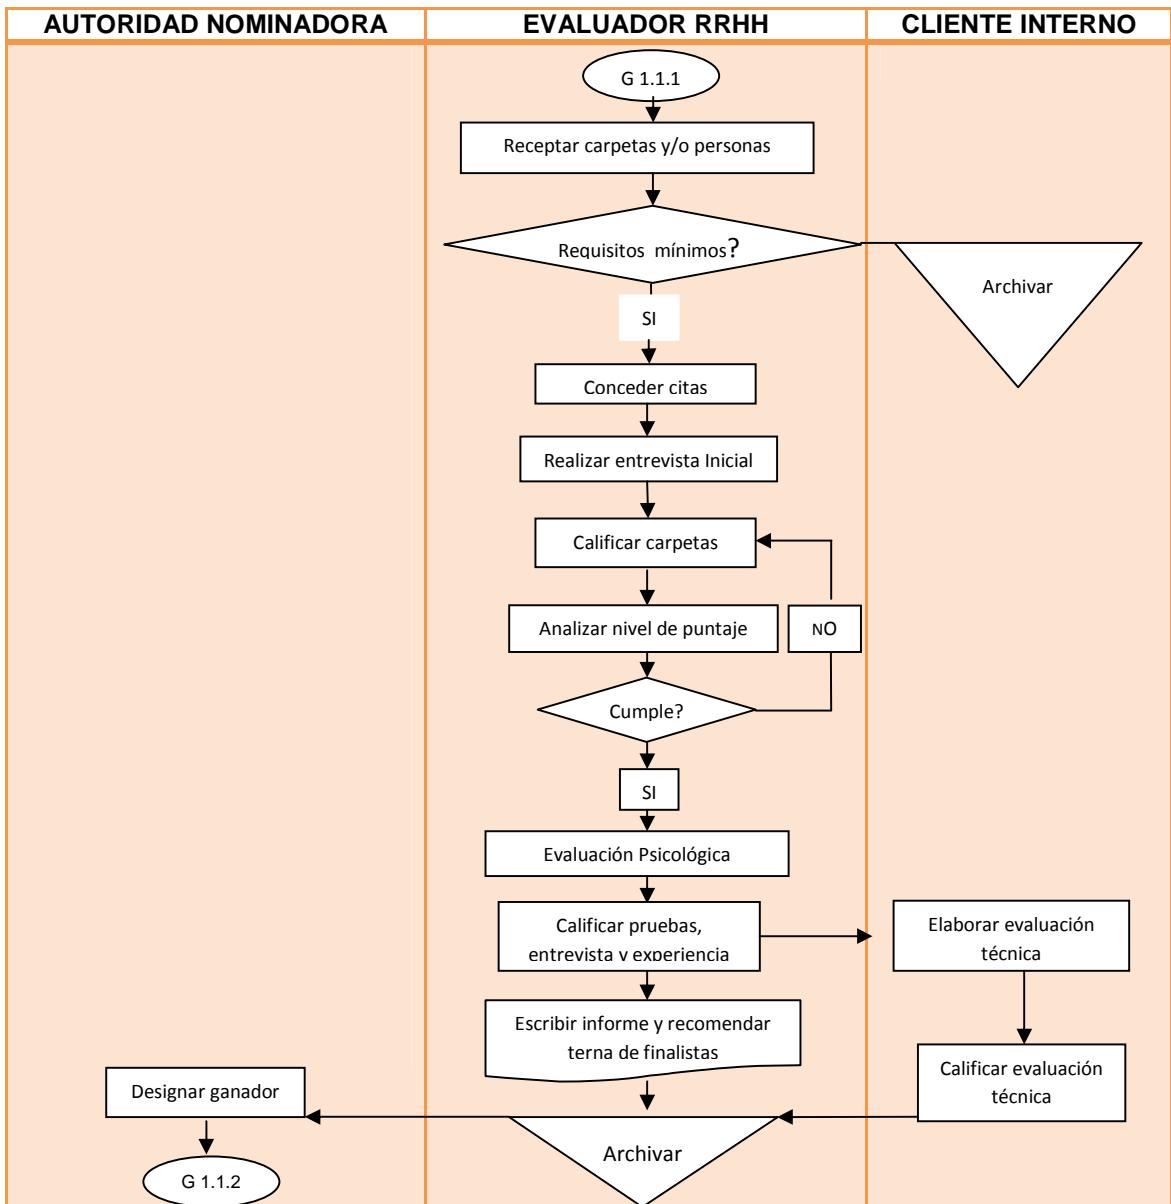 AUTORIDAD NOMINADORA
EVALUADOR RRHH
CLIENTE INTERNO
G 1.1.1
Receptar carpetas y/o personas
Requisitos mínimos?
Archivar
SI
Conceder citas
Realizar entrevista Inicial
Calificar carpetas
Analizar nivel de puntaje
NO
Cumple?
SI
Evaluación Psicológica
Calificar pruebas,
entrevista y experiencia
Elaborar evaluación
técnica
Escribir informe y recomendar
terna de finalistas
Calificar evaluación
técnica
Designar ganador
Archivar
G 1.1.2